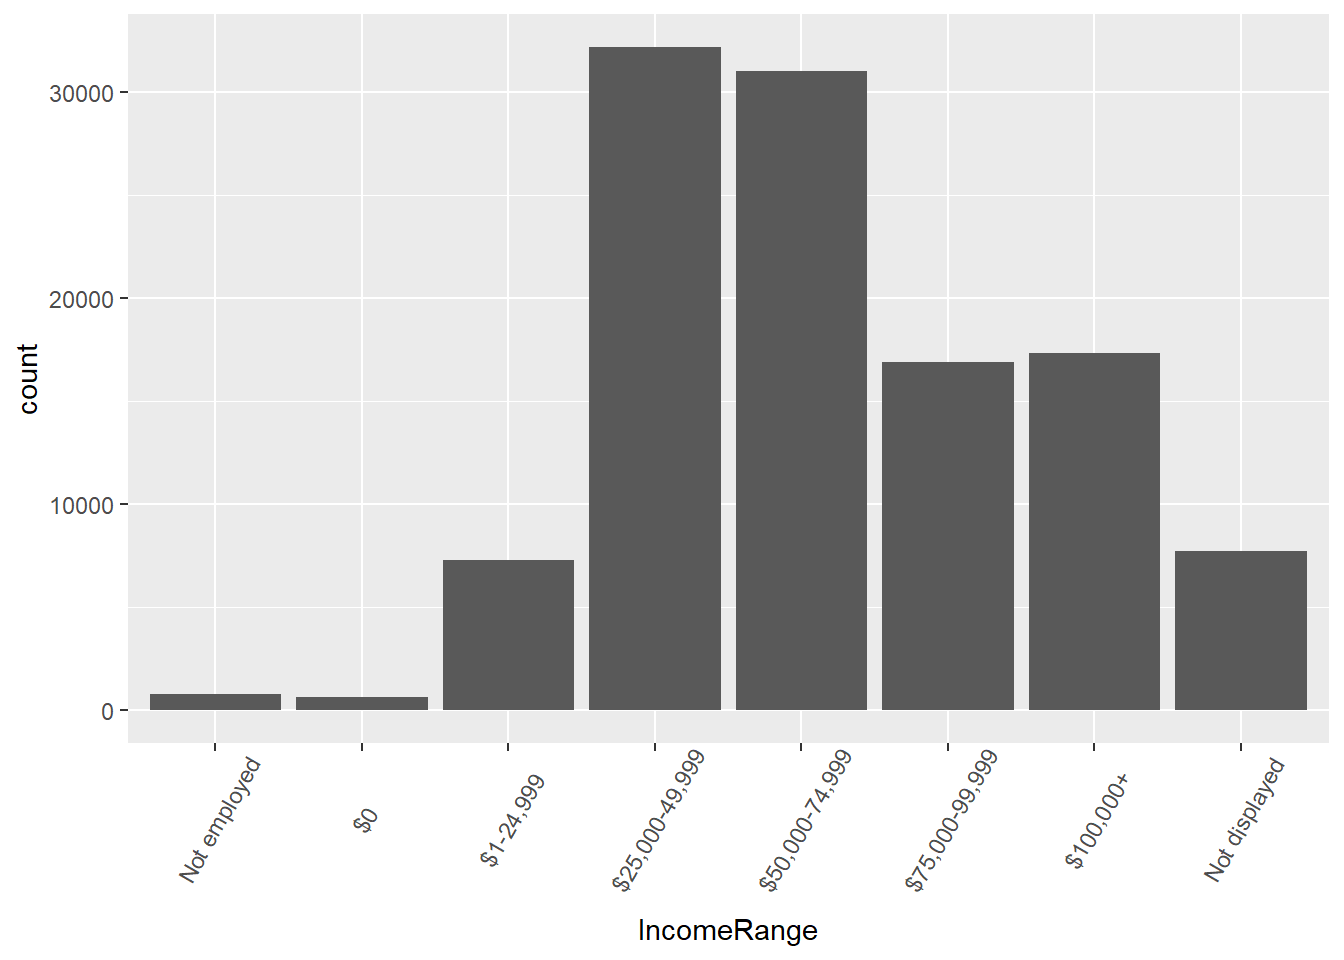 30000
20000
10000
0
count
Not employed
$0
$1-24,999
$25,000-49,999
$50,000-74,999
$75,000-99,999
$100,000+
Not displayed
IncomeRange